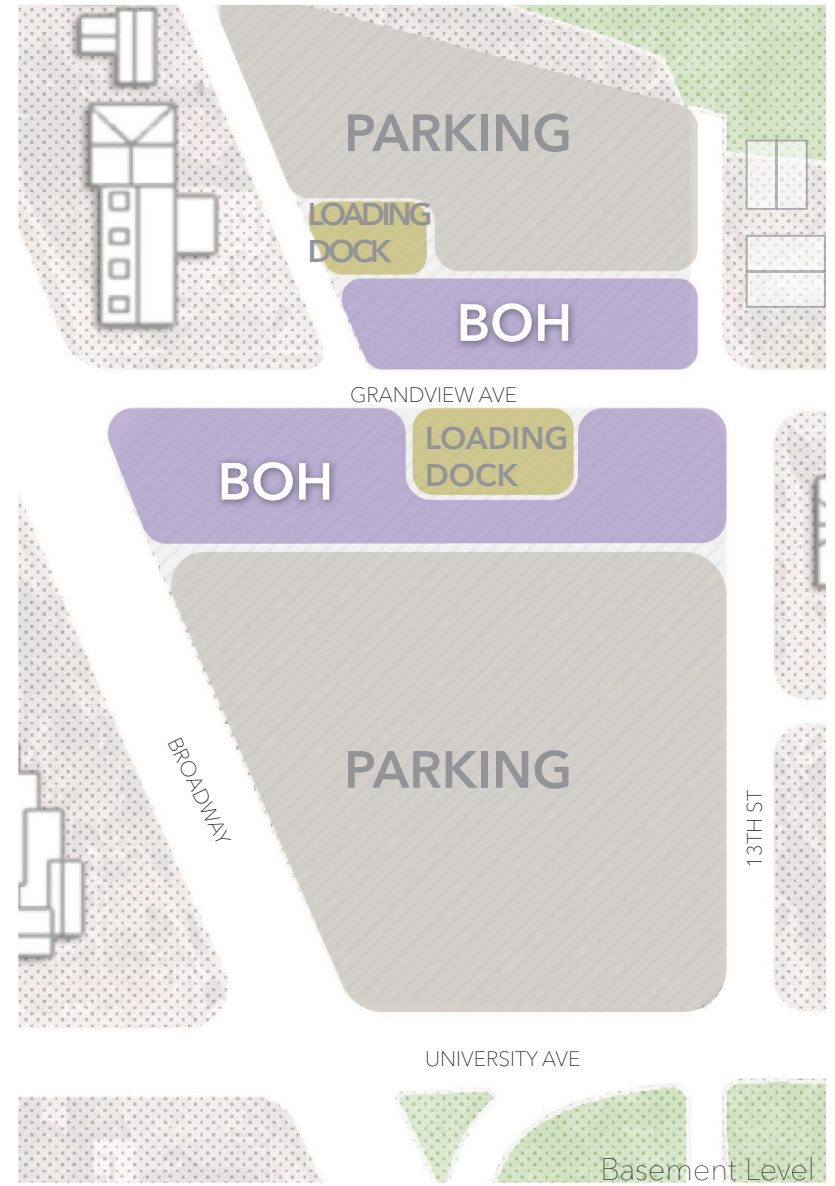 PARKING
LOADING
DOCK
BOH
GRANDVIEW AVE
LOADING
DOCK
BOH
PARKING
BROADWAY
13TH ST
UNIVERSITY AVE
Basement Level